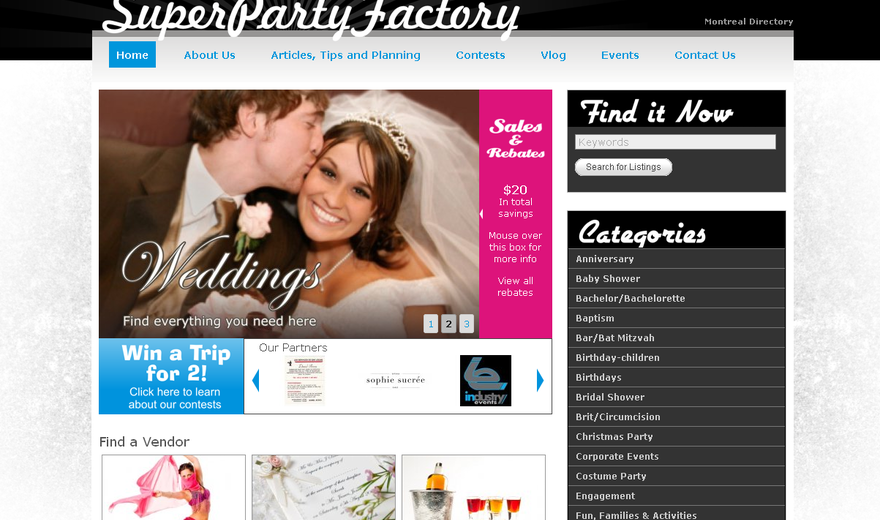 SuperPartyFactory
Montreal Directory
Home
About Us
Articles, Tips and Planning
Contests
Vlog
Events
Contact Us
Weddings
Find everything you need here
1 2 3
Sales
&
Rebates
$20
In total
savings
Mouse over
this box for
more info
View all
rebates
Find it Now
Keywords
Search for Listings
Categories
Anniversary
Baby Shower
Bachelor/Bachelorette
Baptism
Bar/Bat Mitzvah
Birthday-children
Birthdays
Bridal Shower
Brit/Circumcision
Christmas Party
Corporate Events
Costume Party
Engagement
Fun, Families & Activities
Win a Trip
for 2!
Click here to learn
about our contests
Our Partners
sophie sucrée
industry
events
Find a Vendor